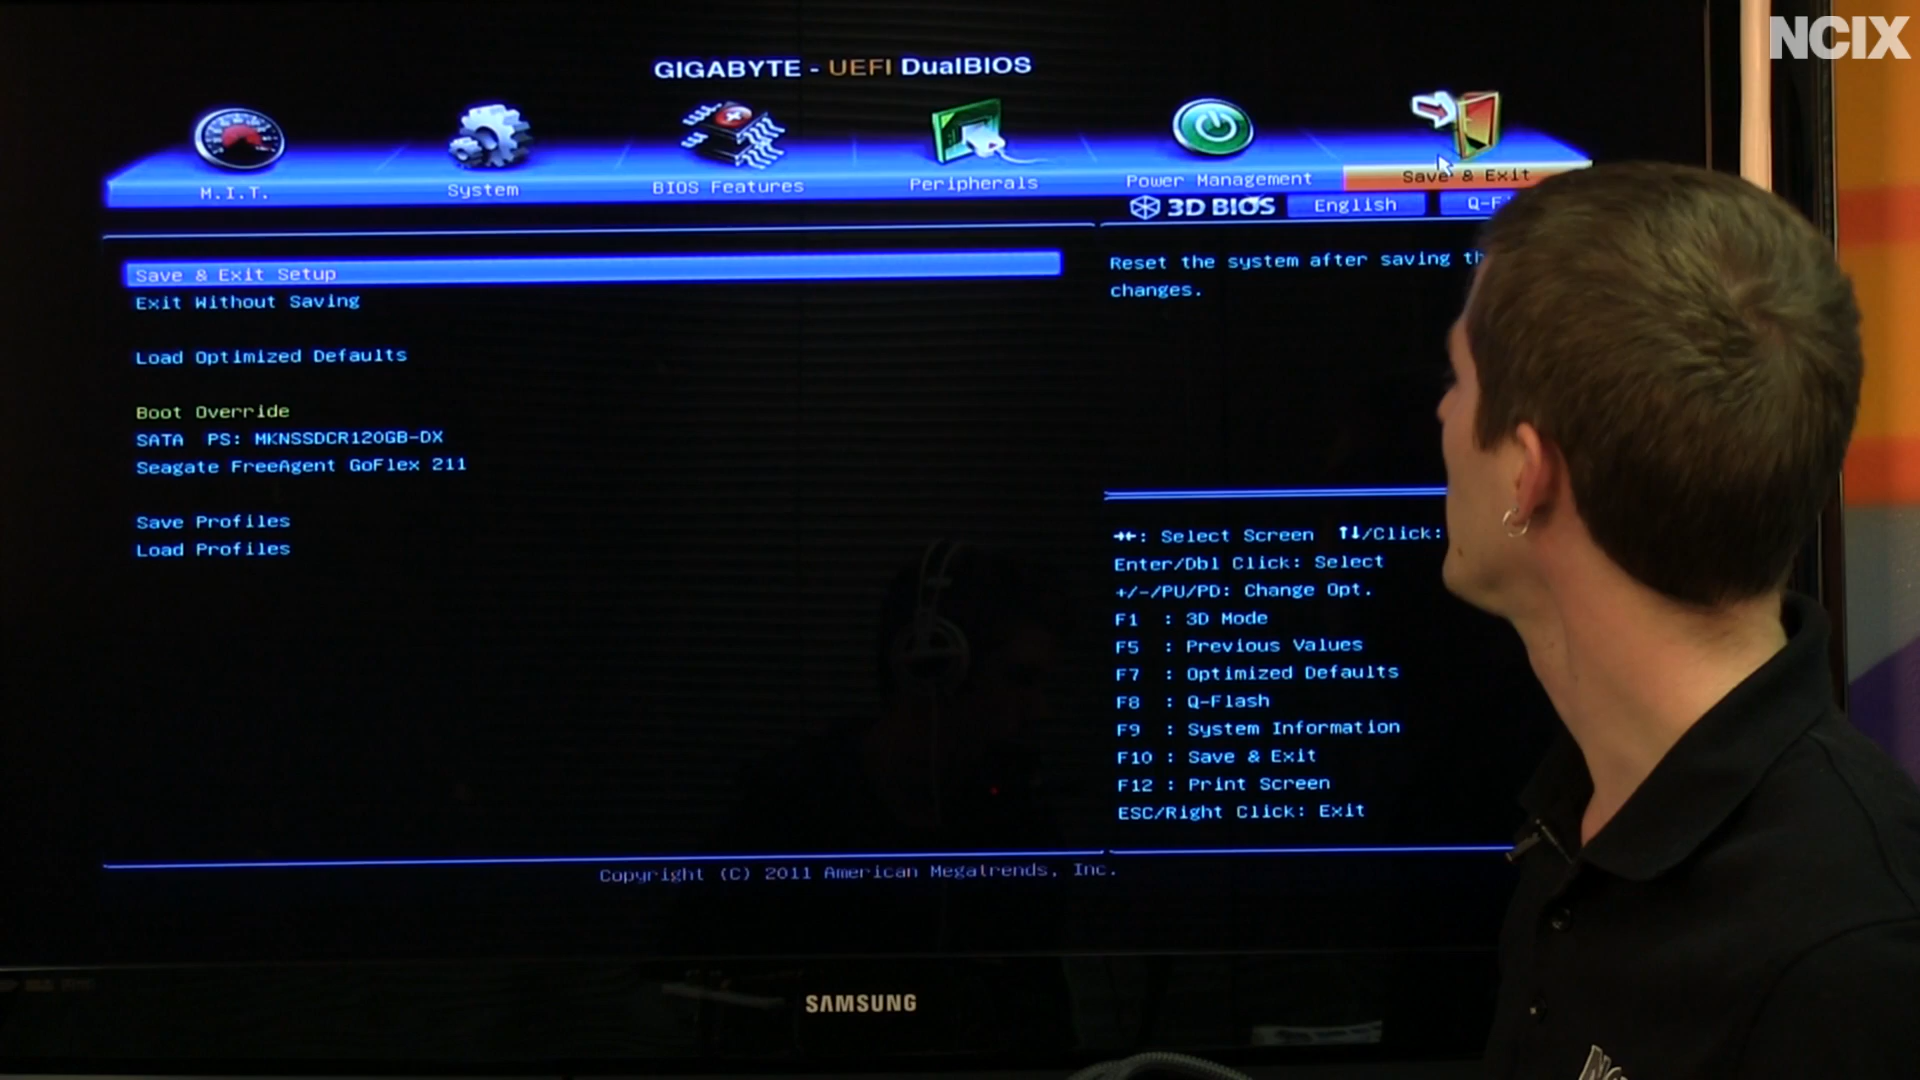 NCIX
GIGABYTE - UEFI DualBIOS
M.I.T.
System
BIOS Features
Peripherals
Power Management
Save & Exit
3D BIOS
English
Q-F
Save & Exit Setup
Exit Without Saving
Load Optimized Defaults
Boot Override
SATA PS: MKNSSDCR120GB-DX
Seagate FreeAgent GoFlex 211
Save Profiles
Load Profiles
Reset the system after saving th
changes.
→←: Select Screen ↑↓/Click:
Enter/Dbl Click: Select
+/-/PU/PD: Change Opt.
F1 : 3D Mode
F5 : Previous Values
F7 : Optimized Defaults
F8 : Q-Flash
F9 : System Information
F10 : Save & Exit
F12 : Print Screen
ESC/Right Click: Exit
Copyright (C) 2011 American Megatrends, Inc.
SAMSUNG